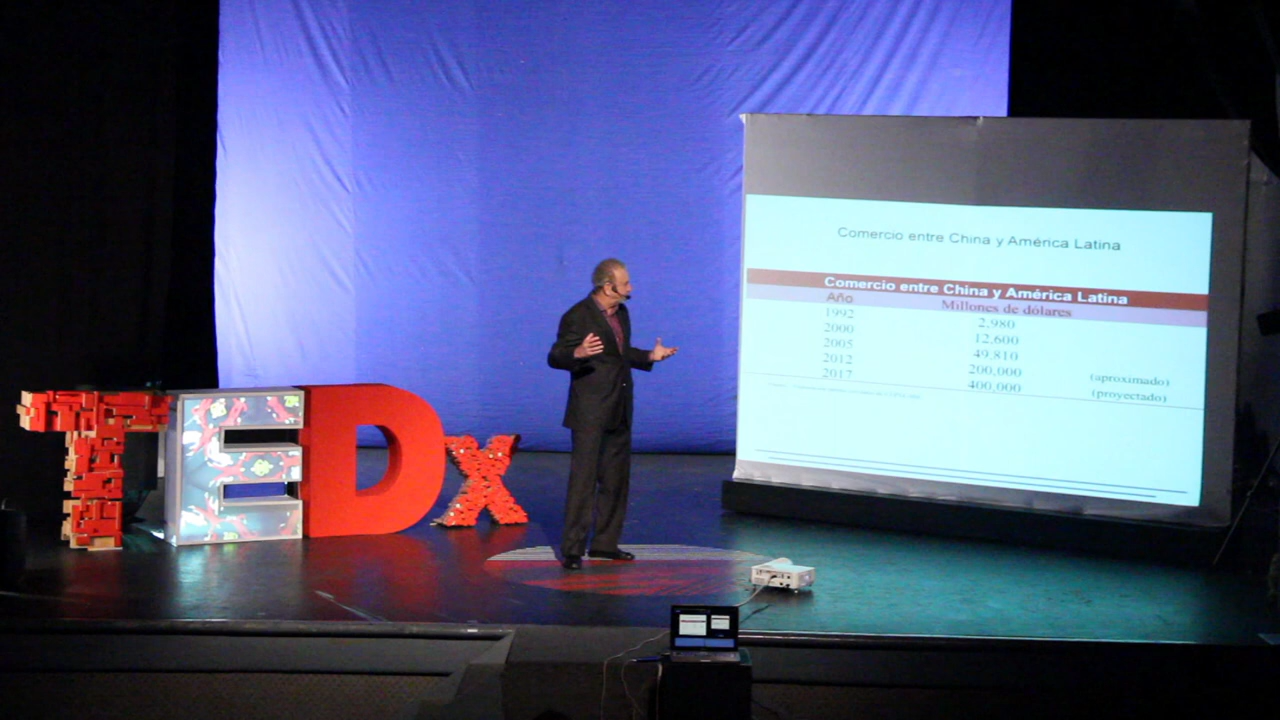 TEDx
Comercio entre China y América Latina
Comercio entre China y América Latina
Año Millones de dólares
1992 2,980
2000 12,600
2005 49,810
2012 200,000 (aproximado)
2017 400,000 (proyectado)